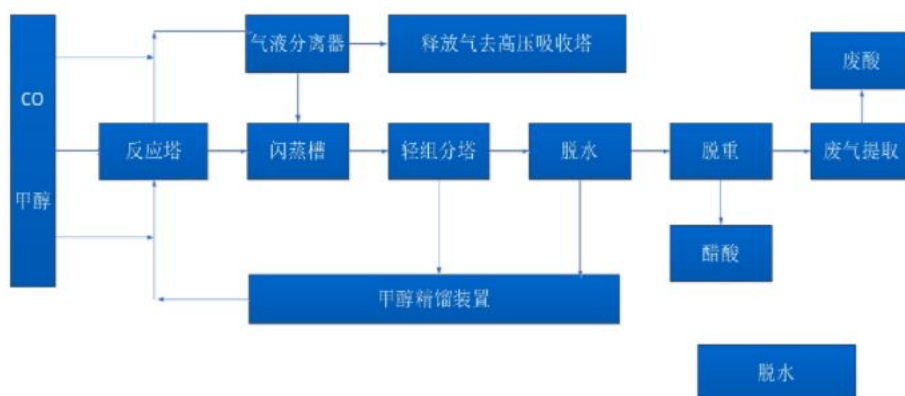 气液分离器
释放气去高压吸收塔
废酸
CO
反应塔
闪蒸槽
轻组分塔
脱水
脱重
废气提取
甲醇
醋酸
甲醇精馏装置
脱水